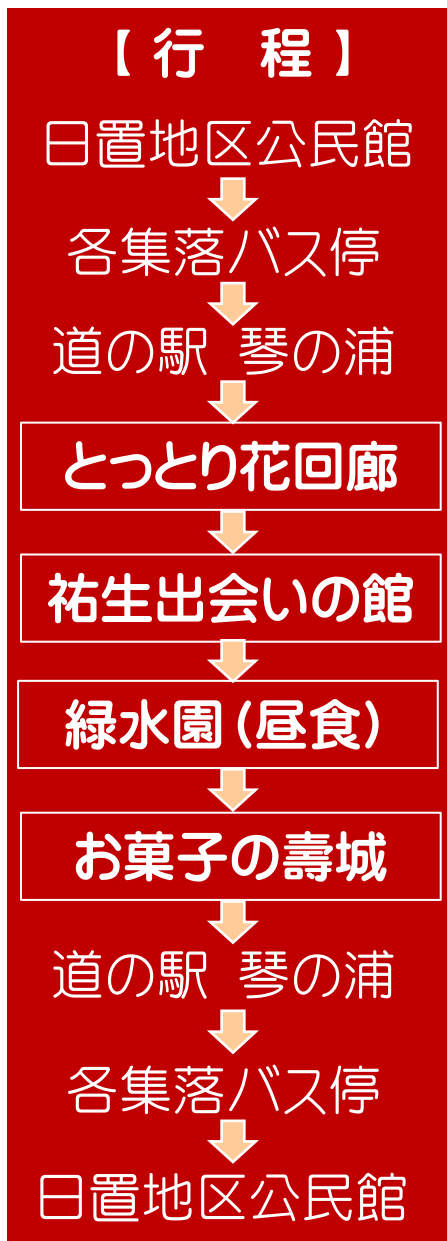 【行　程】
日置地区公民館
各集落バス停
道の駅 琴の浦
とっとり花回廊
祐生出会いの館
緑水園(昼食)
お菓子の壽城
道の駅 琴の浦
各集落バス停
日置地区公民館